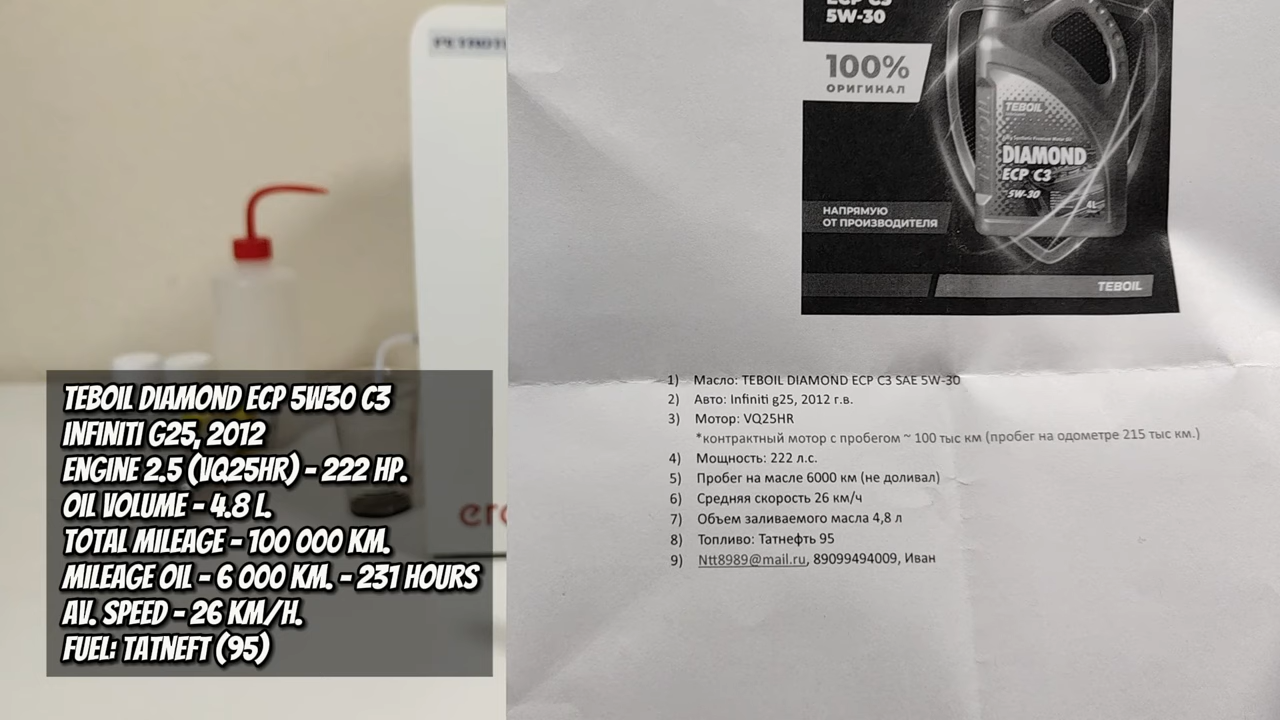 TEBOIL DIAMOND ECP 5W30 C3
INFINITI G25, 2012
ENGINE 2.5 (VQ25HR) - 222 HP.
OIL VOLUME - 4.8 L.
TOTAL MILEAGE - 100 000 KM.
MILEAGE OIL - 6 000 KM. - 231 HOURS
AV. SPEED - 26 KM/H.
FUEL: TATNEFT (95)
ECP C3
5W-30
100%
ОРИГИНАЛ
TEBOIL
DIAMOND
ECP C3
5W-30
4L
НАПРЯМУЮ
ОТ ПРОИЗВОДИТЕЛЯ
TEBOIL
1) Масло: TEBOIL DIAMOND ECP C3 SAE 5W-30
2) Авто: Infiniti g25, 2012 г.в.
3) Мотор: VQ25HR
*контрактный мотор с пробегом ~ 100 тыс км (пробег на одометре 215 тыс км.)
4) Мощность: 222 л.с.
5) Пробег на масле 6000 км (не доливал)
6) Средняя скорость 26 км/ч
7) Объем заливаемого масла 4,8 л
8) Топливо: Татнефть 95
9) Ntt8989@mail.ru, 89099494009, Иван